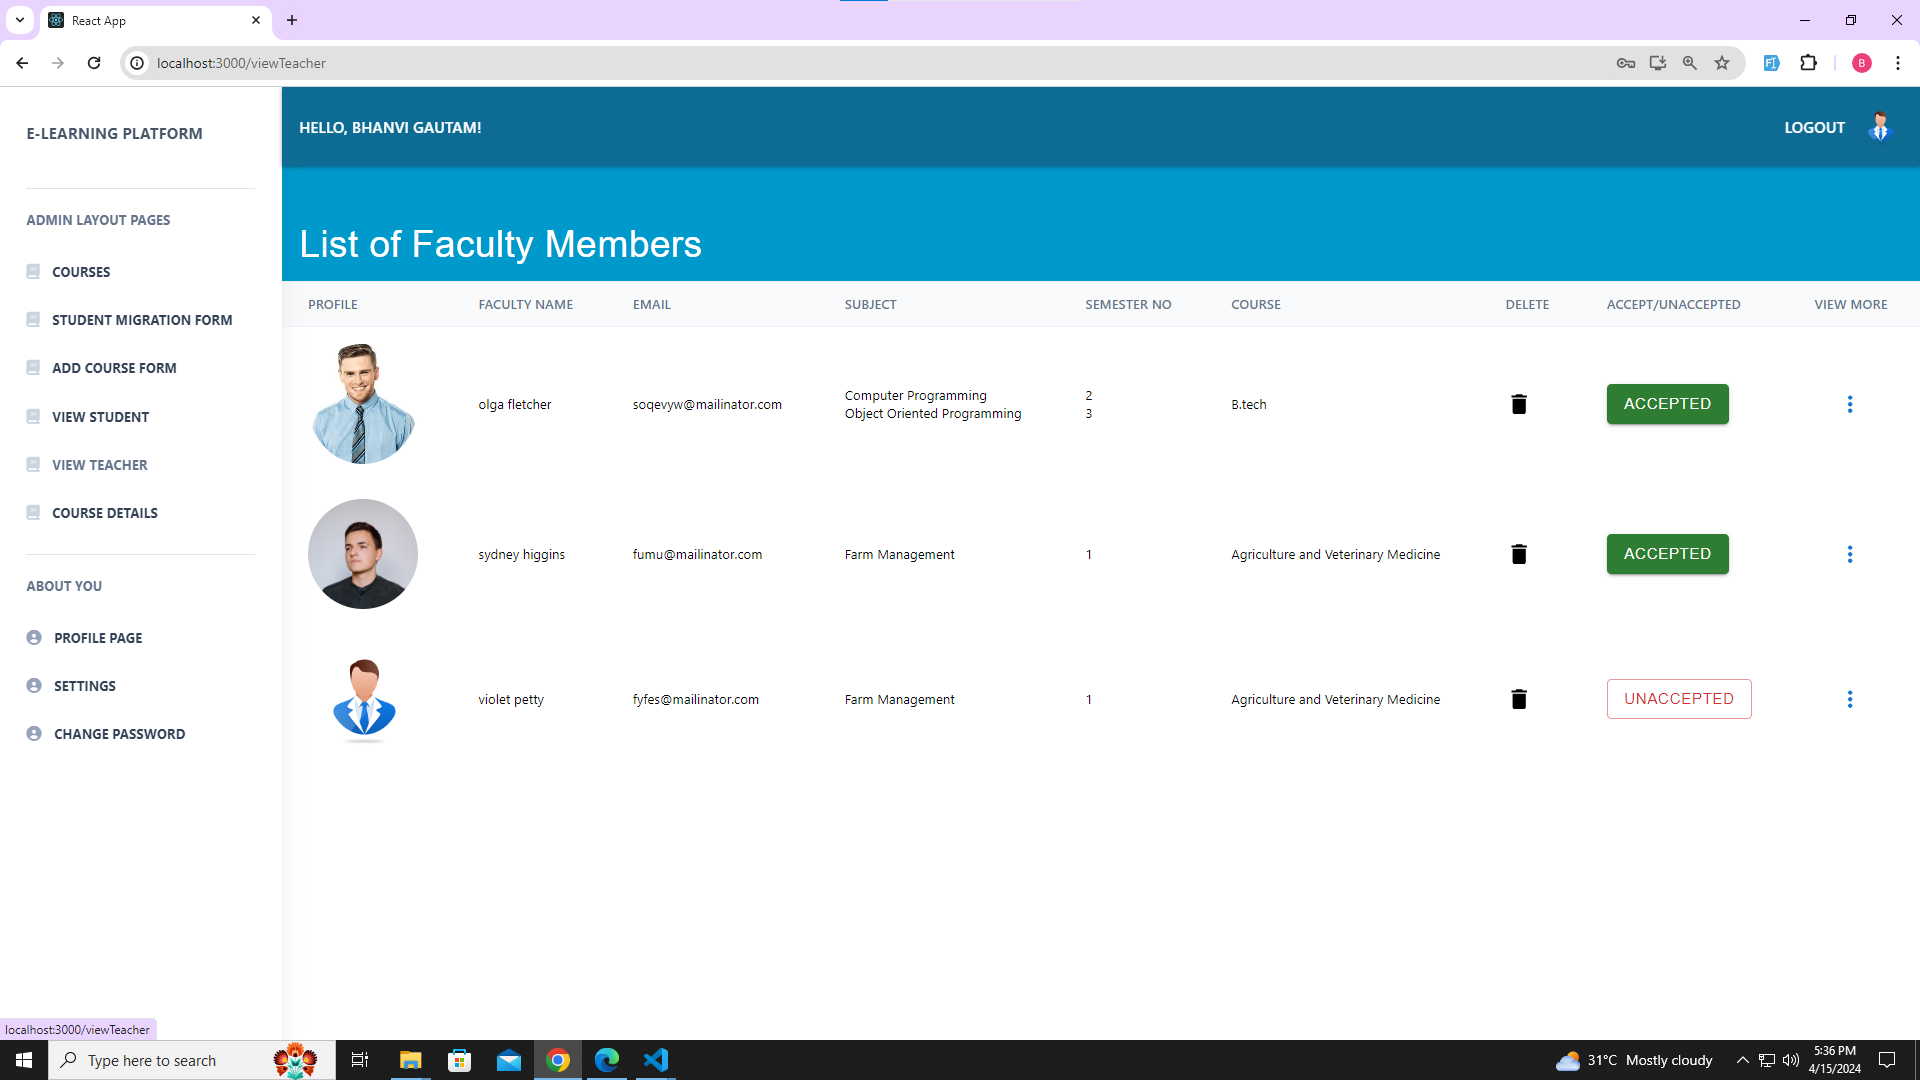 React App
localhost:3000/viewTeacher
B
E-LEARNING PLATFORM
HELLO, BHANVI GAUTAM!
LOGOUT
ADMIN LAYOUT PAGES
COURSES
STUDENT MIGRATION FORM
ADD COURSE FORM
VIEW STUDENT
VIEW TEACHER
COURSE DETAILS
ABOUT YOU
PROFILE PAGE
SETTINGS
CHANGE PASSWORD
List of Faculty Members
PROFILE FACULTY NAME EMAIL SUBJECT SEMESTER NO COURSE DELETE ACCEPT/UNACCEPTED VIEW MORE
olga fletcher soqevyw@mailinator.com Computer Programming 2 B.tech ACCEPTED
Object Oriented Programming 3
sydney higgins fumu@mailinator.com Farm Management 1 Agriculture and Veterinary Medicine ACCEPTED
violet petty fyfes@mailinator.com Farm Management 1 Agriculture and Veterinary Medicine UNACCEPTED
localhost:3000/viewTeacher
Type here to search
31°C Mostly cloudy
5:36 PM
4/15/2024